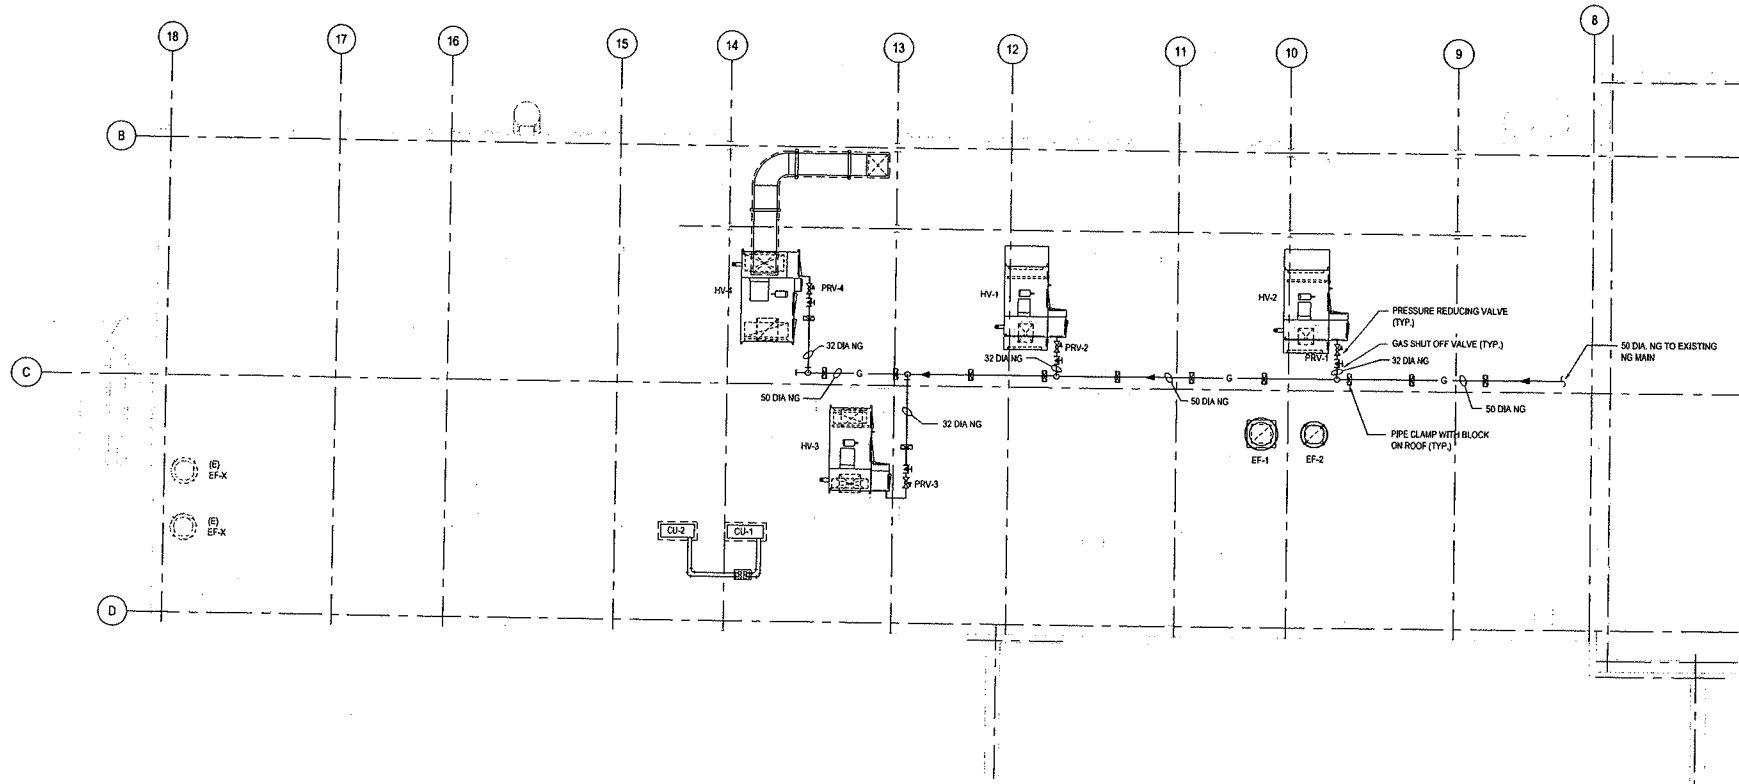 18
17
16
15
14
13
12
11
10
9
8
B
HV-4
PRV-4
HV-1
PRV-2
32 DIA NG
HV-2
PRV-1
PRESSURE REDUCING VALVE
(TYP.)
GAS SHUT OFF VALVE (TYP.)
32 DIA NG
50 DIA. NG TO EXISTING
NG MAIN
32 DIA NG
C
G
G
G
50 DIA NG
50 DIA NG
50 DIA NG
32 DIA NG
HV-3
PRV-3
EF-1
EF-2
PIPE CLAMP WITH BLOCK
ON ROOF (TYP.)
(E)
EF-X
(E)
EF-X
CU-2
CU-1
D